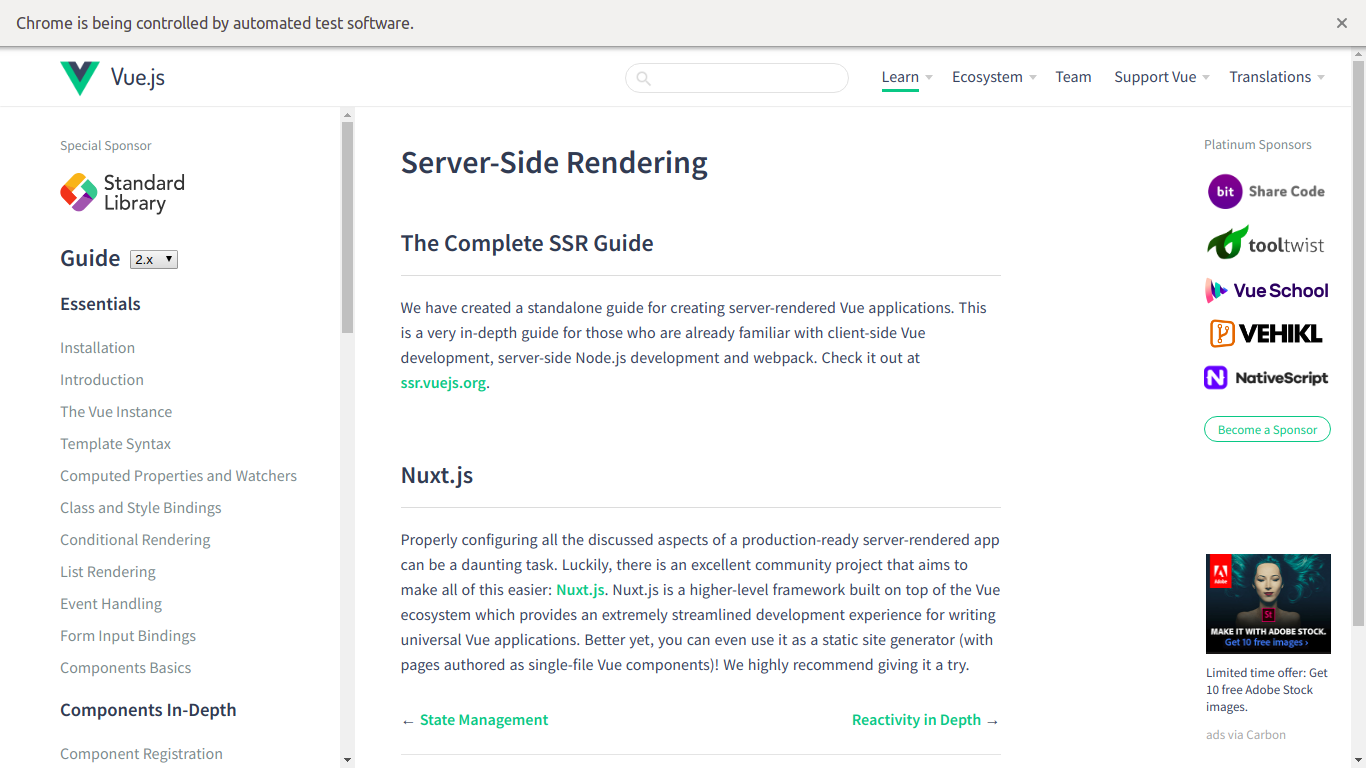 Chrome is being controlled by automated test software.
Vue.js
Learn
Ecosystem
Team
Support Vue
Translations
Special Sponsor
Standard
Library
Guide
2.x
Essentials
Installation
Introduction
The Vue Instance
Template Syntax
Computed Properties and Watchers
Class and Style Bindings
Conditional Rendering
List Rendering
Event Handling
Form Input Bindings
Components Basics
Components In-Depth
Component Registration
Server-Side Rendering
The Complete SSR Guide
We have created a standalone guide for creating server-rendered Vue applications. This
is a very in-depth guide for those who are already familiar with client-side Vue
development, server-side Node.js development and webpack. Check it out at
ssr.vuejs.org.
Nuxt.js
Properly configuring all the discussed aspects of a production-ready server-rendered app
can be a daunting task. Luckily, there is an excellent community project that aims to
make all of this easier: Nuxt.js. Nuxt.js is a higher-level framework built on top of the Vue
ecosystem which provides an extremely streamlined development experience for writing
universal Vue applications. Better yet, you can even use it as a static site generator (with
pages authored as single-file Vue components)! We highly recommend giving it a try.
← State Management
Reactivity in Depth →
Platinum Sponsors
bit Share Code
tooltwist
Vue School
VEHIKL
NativeScript
Become a Sponsor
Adobe
St
MAKE IT WITH ADOBE STOCK.
Get 10 free images ›
Limited time offer: Get
10 free Adobe Stock
images.
ads via Carbon